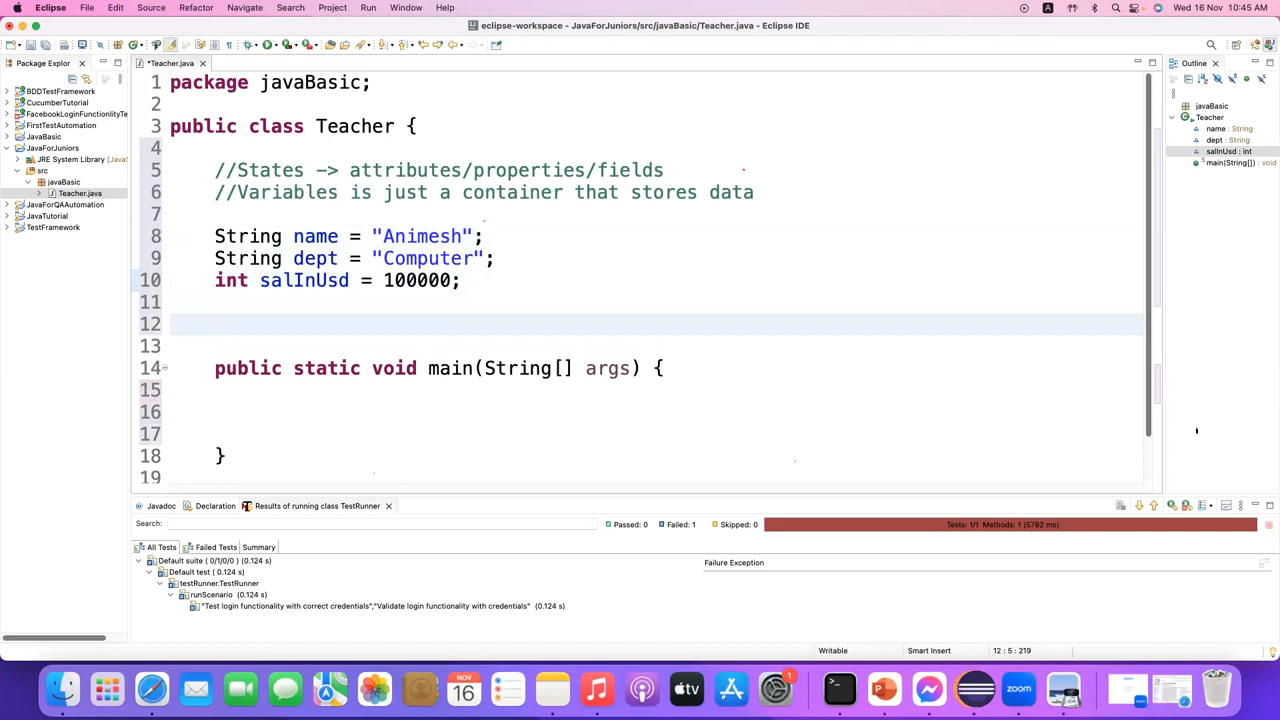 Eclipse File Edit Source Refactor Navigate Search Project Run Window Help A Wed 16 Nov 10:45 AM
eclipse-workspace - JavaForJuniors/src/javaBasic/Teacher.java - Eclipse IDE
Package Explor
BDDTestFramework
CucumberTutorial
FacebookLoginFunctionlityTe
FirstTestAutomation
JavaBasic
JavaForJuniors
JRE System Library [JavaS
src
javaBasic
Teacher.java
JavaForQAAutomation
JavaTutorial
TestFramework
*Teacher.java
1 package javaBasic;
2
3 public class Teacher {
4
5 //States -> attributes/properties/fields
6 //Variables is just a container that stores data
7
8 String name = "Animesh";
9 String dept = "Computer";
10 int salInUsd = 100000;
11
12
13
14 public static void main(String[] args) {
15
16
17
18 }
19
Outline
javaBasic
Teacher
name : String
dept : String
salInUsd : int
main(String[]) : void
Javadoc Declaration Results of running class TestRunner
Search: Passed: 0 Failed: 1 Skipped: 0 Tests: 1/1 Methods: 1 (5782 ms)
All Tests Failed Tests Summary
Failure Exception
Default suite ( 0/1/0/0 ) (0.124 s)
Default test ( 0.124 s)
testRunner.TestRunner
runScenario (0.124 s)
"Test login functionality with correct credentials","Validate login functionality with credentials" (0.124 s)
Writable Smart Insert 12 : 5 : 219
NOV
16
tv
1
zoom